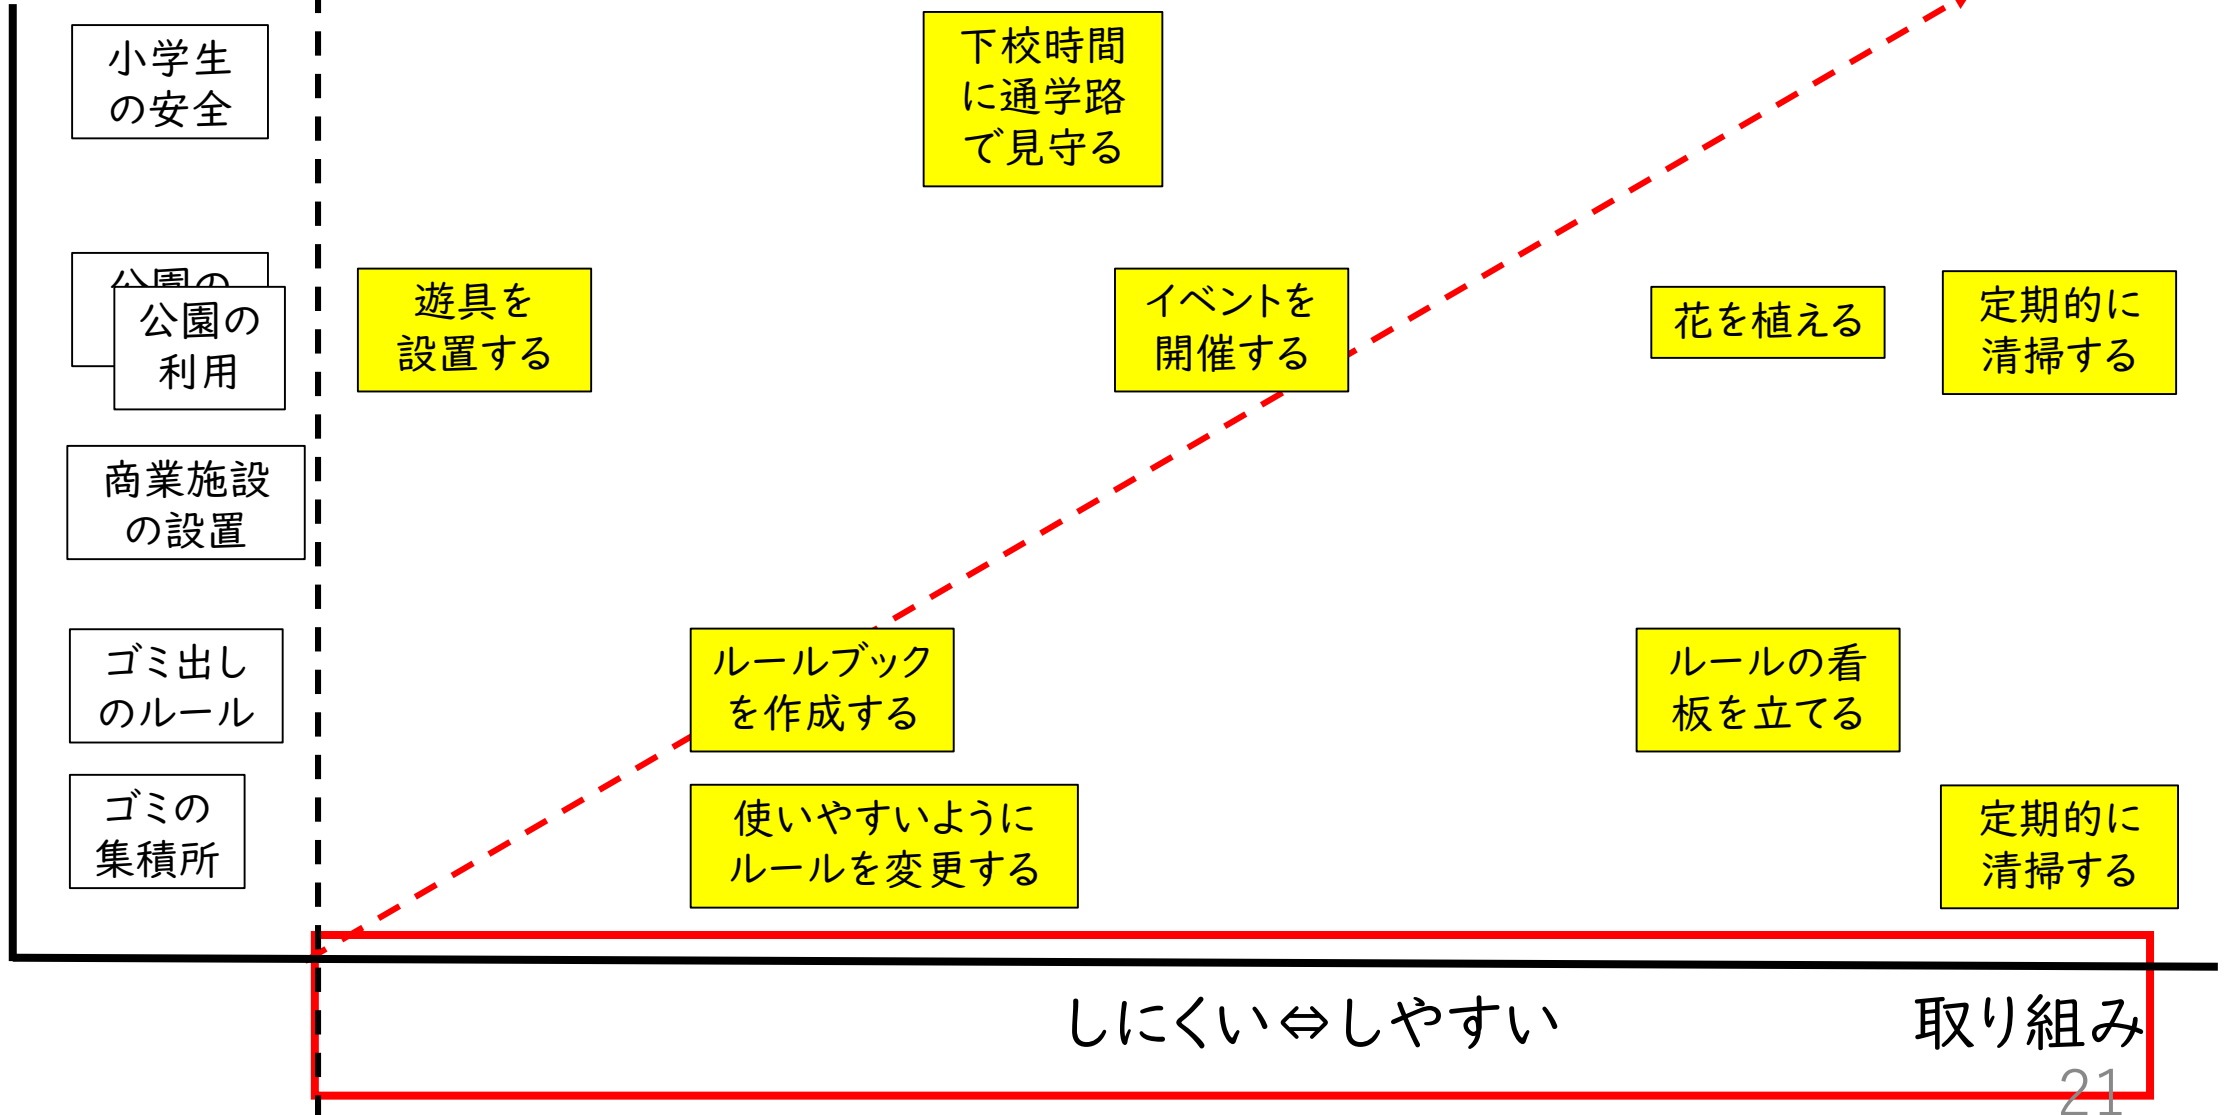 小学生
の安全
下校時間
に通学路
で見守る
公園の
公園の
利用
遊具を
設置する
イベントを
開催する
花を植える
定期的に
清掃する
商業施設
の設置
ゴミ出し
のルール
ルールブック
を作成する
ルールの看
板を立てる
ゴミの
集積所
使いやすいように
ルールを変更する
定期的に
清掃する
しにくい⇔しやすい
取り組み
21